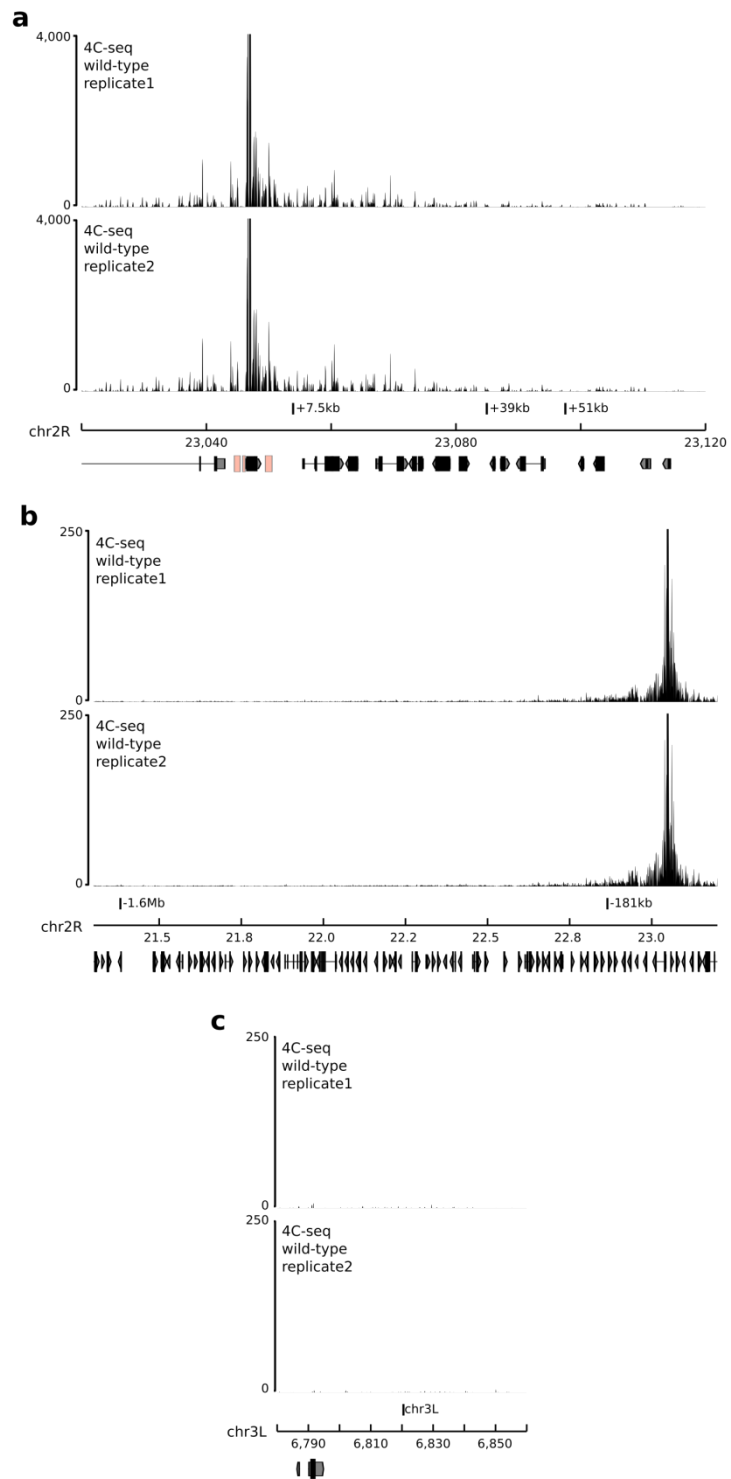 a
4,000
4C-seq
wild-type
replicate1
0
4,000
4C-seq
wild-type
replicate2
0
+7.5kb +39kb +51kb
chr2R
23,040 23,080 23,120
b
250
4C-seq
wild-type
replicate1
0
250
4C-seq
wild-type
replicate2
0
-1.6Mb -181kb
chr2R
21.5 21.8 22.0 22.2 22.5 22.8 23.0
c
250
4C-seq
wild-type
replicate1
0
250
4C-seq
wild-type
replicate2
0
chr3L
chr3L
6,790 6,810 6,830 6,850